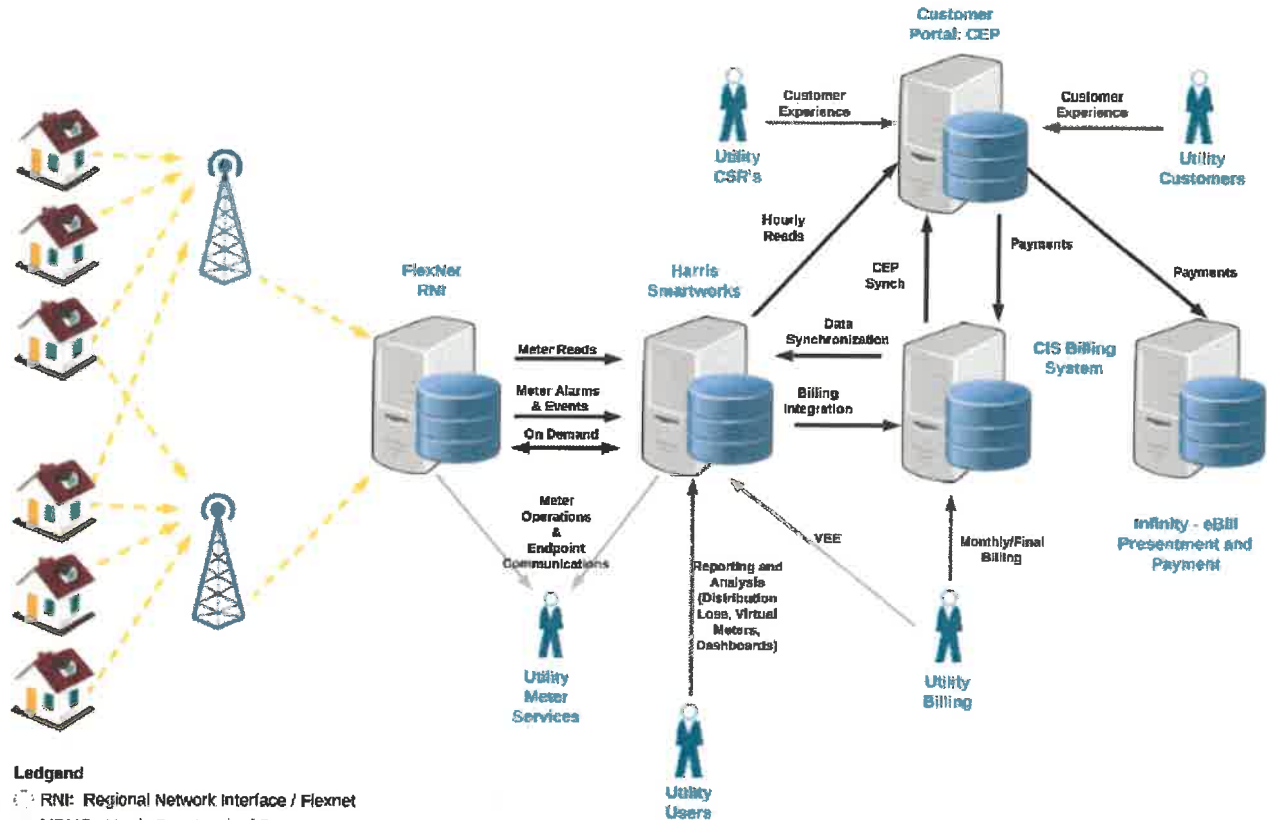 Customer
Portal: CEP
Customer
Experience
Customer
Experience
Utility
CSR's
Utility
Customers
Hourly
Reads
CEP
Synch
Payments
Payments
FlexNer
RNI
Harris
Smartworks
Data
Synchronization
CIS Billing
System
Meter Reads
Meter Alarms
& Events
On Demand
Billing
Integration
Meter
Operations
&
Endpoint
Communications
Reporting and
Analysis
(Distribution
Loss, Virtual
Meters,
Dashboards)
VEE
Monthly/Final
Billing
Infinity - eBill
Presentment and
Payment
Utility
Meter
Services
Utility
Billing
Utility
Users
Ledgand
RNI: Regional Network Interface / Flexnet